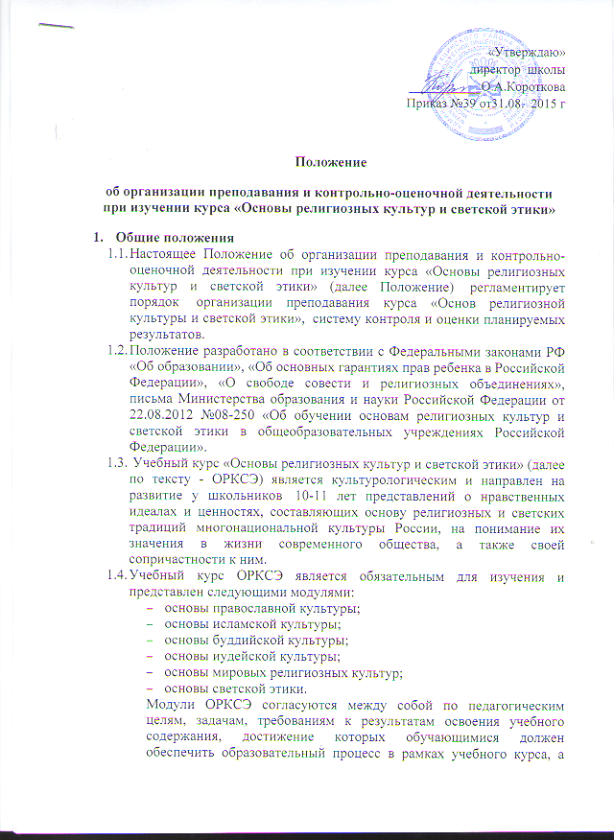 «Утверждаю»
директор школы
О.А.Короткова
Приказ №39 от31.08. 2015 г
Положение
об организации преподавания и контрольно-оценочной деятельности
при изучении курса «Основы религиозных культур и светской этики»
1. Общие положения
1.1.Настоящее Положение об организации преподавания и контрольно-
оценочной деятельности при изучении курса «Основы религиозных
культур и светской этики» (далее Положение) регламентирует
порядок организации преподавания курса «Основ религиозной
культуры и светской этики», систему контроля и оценки планируемых
результатов.
1.2.Положение разработано в соответствии с Федеральными законами РФ
«Об образовании», «Об основных гарантиях прав ребенка в Российской
Федерации», «О свободе совести и религиозных объединениях»,
письма Министерства образования и науки Российской Федерации от
22.08.2012 №08-250 «Об обучении основам религиозных культур и
светской этики в общеобразовательных учреждениях Российской
Федерации».
1.3. Учебный курс «Основы религиозных культур и светской этики» (далее
по тексту - ОРКСЭ) является культурологическим и направлен на
развитие у школьников 10-11 лет представлений о нравственных
идеалах и ценностях, составляющих основу религиозных и светских
традиций многонациональной культуры России, на понимание их
значения в жизни современного общества, а также своей
сопричастности к ним.
1.4.Учебный курс ОРКСЭ является обязательным для изучения и
представлен следующими модулями:
– основы православной культуры;
– основы исламской культуры;
– основы буддийской культуры;
– основы иудейской культуры;
– основы мировых религиозных культур;
– основы светской этики.
Модули ОРКСЭ согласуются между собой по педагогическим
целям, задачам, требованиям к результатам освоения учебного
содержания, достижение которых обучающимися должен
обеспечить образовательный процесс в рамках учебного курса, а